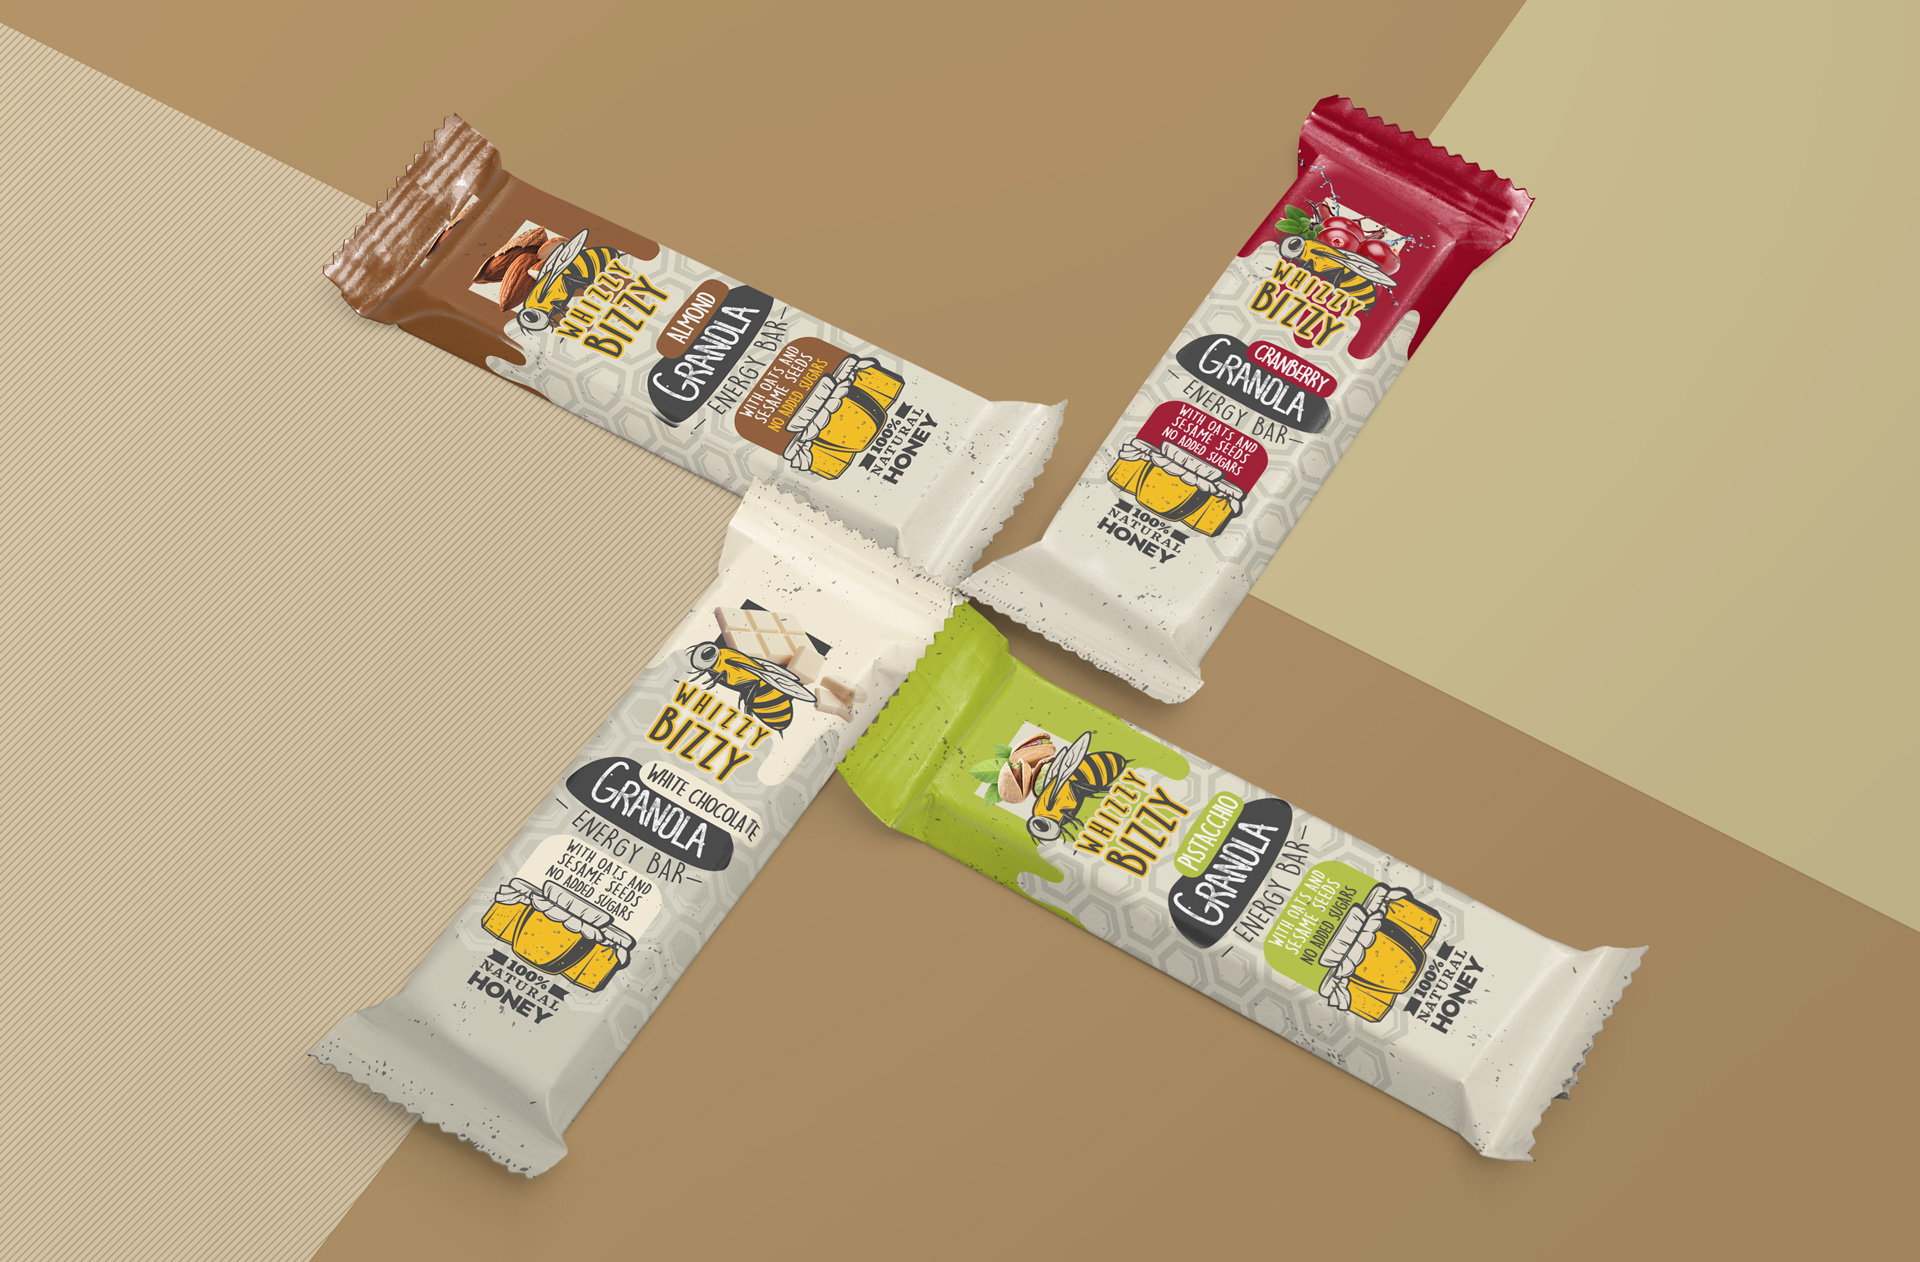 WHIZZY
BIZZY
ALMOND
GRANOLA
ENERGY BAR
WITH OATS AND
SESAME SEEDS
NO ADDED SUGARS
100%
NATURAL
HONEY
WHIZZY
BIZZY
CRANBERRY
GRANOLA
ENERGY BAR
WITH OATS AND
SESAME SEEDS
NO ADDED SUGARS
100%
NATURAL
HONEY
WHIZZY
BIZZY
WHITE CHOCOLATE
GRANOLA
ENERGY BAR
WITH OATS AND
SESAME SEEDS
NO ADDED SUGARS
100%
NATURAL
HONEY
WHIZZY
BIZZY
PISTACCHIO
GRANOLA
ENERGY BAR
WITH OATS AND
SESAME SEEDS
NO ADDED SUGARS
100%
NATURAL
HONEY